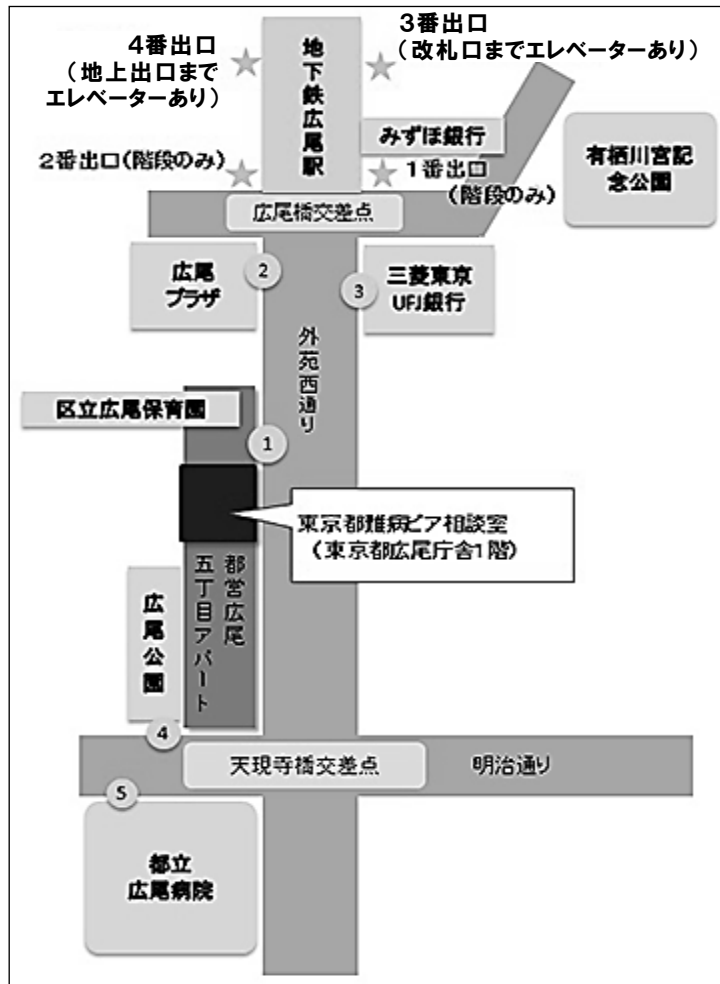 4番出口
(地上出口まで
エレベーターあり)
地下鉄広尾駅
3番出口
(改札口までエレベーターあり)
みずほ銀行
2番出口(階段のみ)
1番出口
(階段のみ)
有栖川宮記
念公園
広尾橋交差点
広尾
プラザ
2
3
三菱東京
UFJ銀行
外苑西通り
区立広尾保育園
1
東京都難病ピア相談室
(東京都広尾庁舎1階)
都営広尾
五丁目アパート
広尾公園
4
天現寺橋交差点
明治通り
5
都立
広尾病院